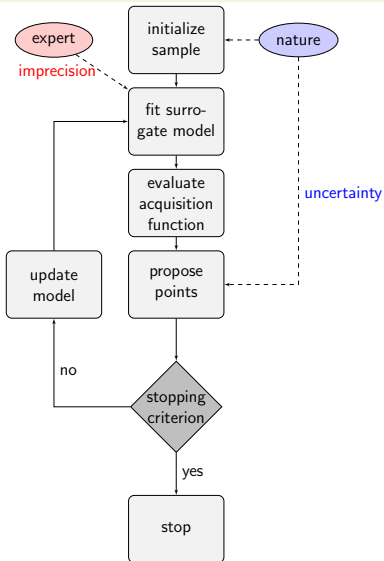 initialize
sample
expert
nature
imprecision
fit surro-
gate model
evaluate
acquisition
function
uncertainty
update
model
propose
points
no
stopping
criterion
yes
stop